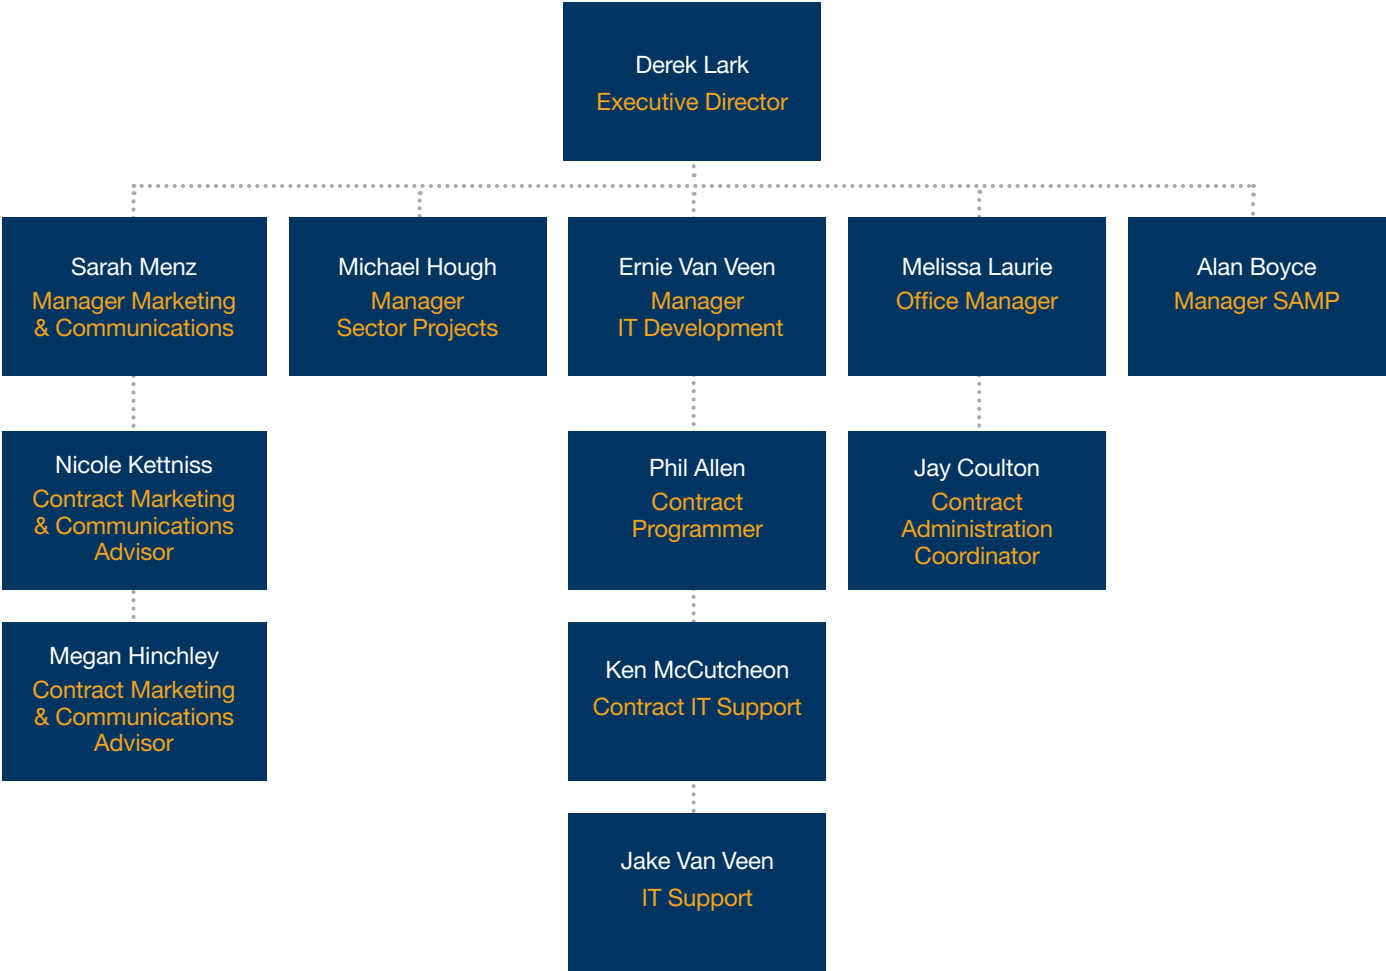 Derek Lark
Executive Director
Sarah Menz
Manager Marketing
& Communications
Michael Hough
Manager
Sector Projects
Ernie Van Veen
Manager
IT Development
Melissa Laurie
Office Manager
Alan Boyce
Manager SAMP
Nicole Kettniss
Contract Marketing
& Communications
Advisor
Phil Allen
Contract
Programmer
Jay Coulton
Contract
Administration
Coordinator
Megan Hinchley
Contract Marketing
& Communications
Advisor
Ken McCutcheon
Contract IT Support
Jake Van Veen
IT Support